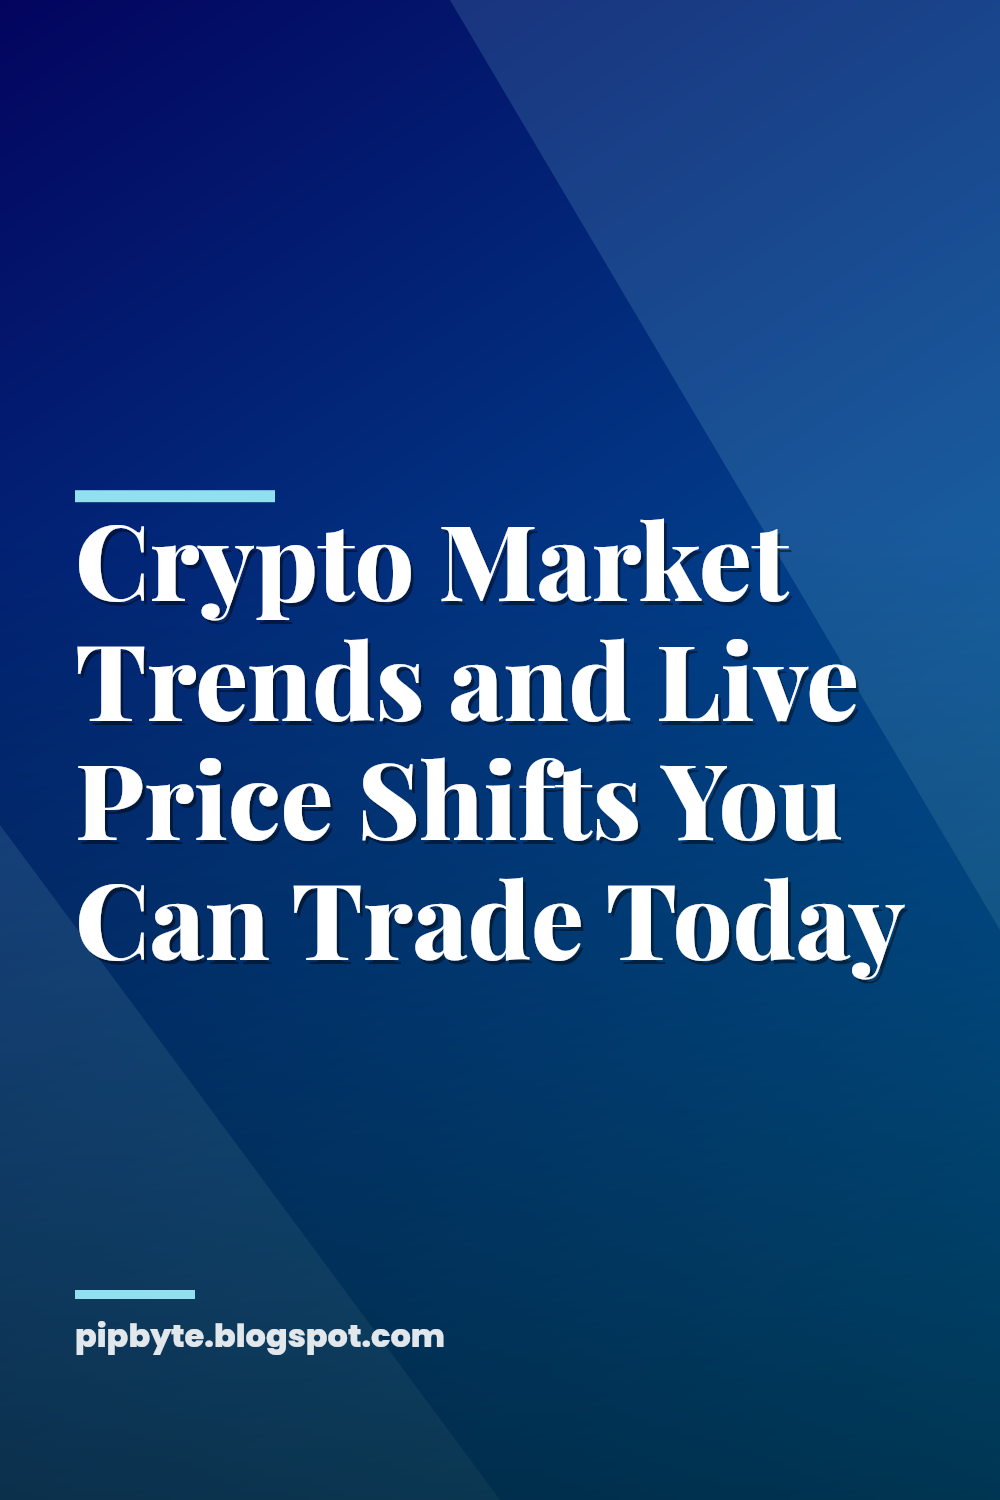 Crypto Market
Trends and Live
Price Shifts You
Can Trade Today
pipbyte.blogspot.com